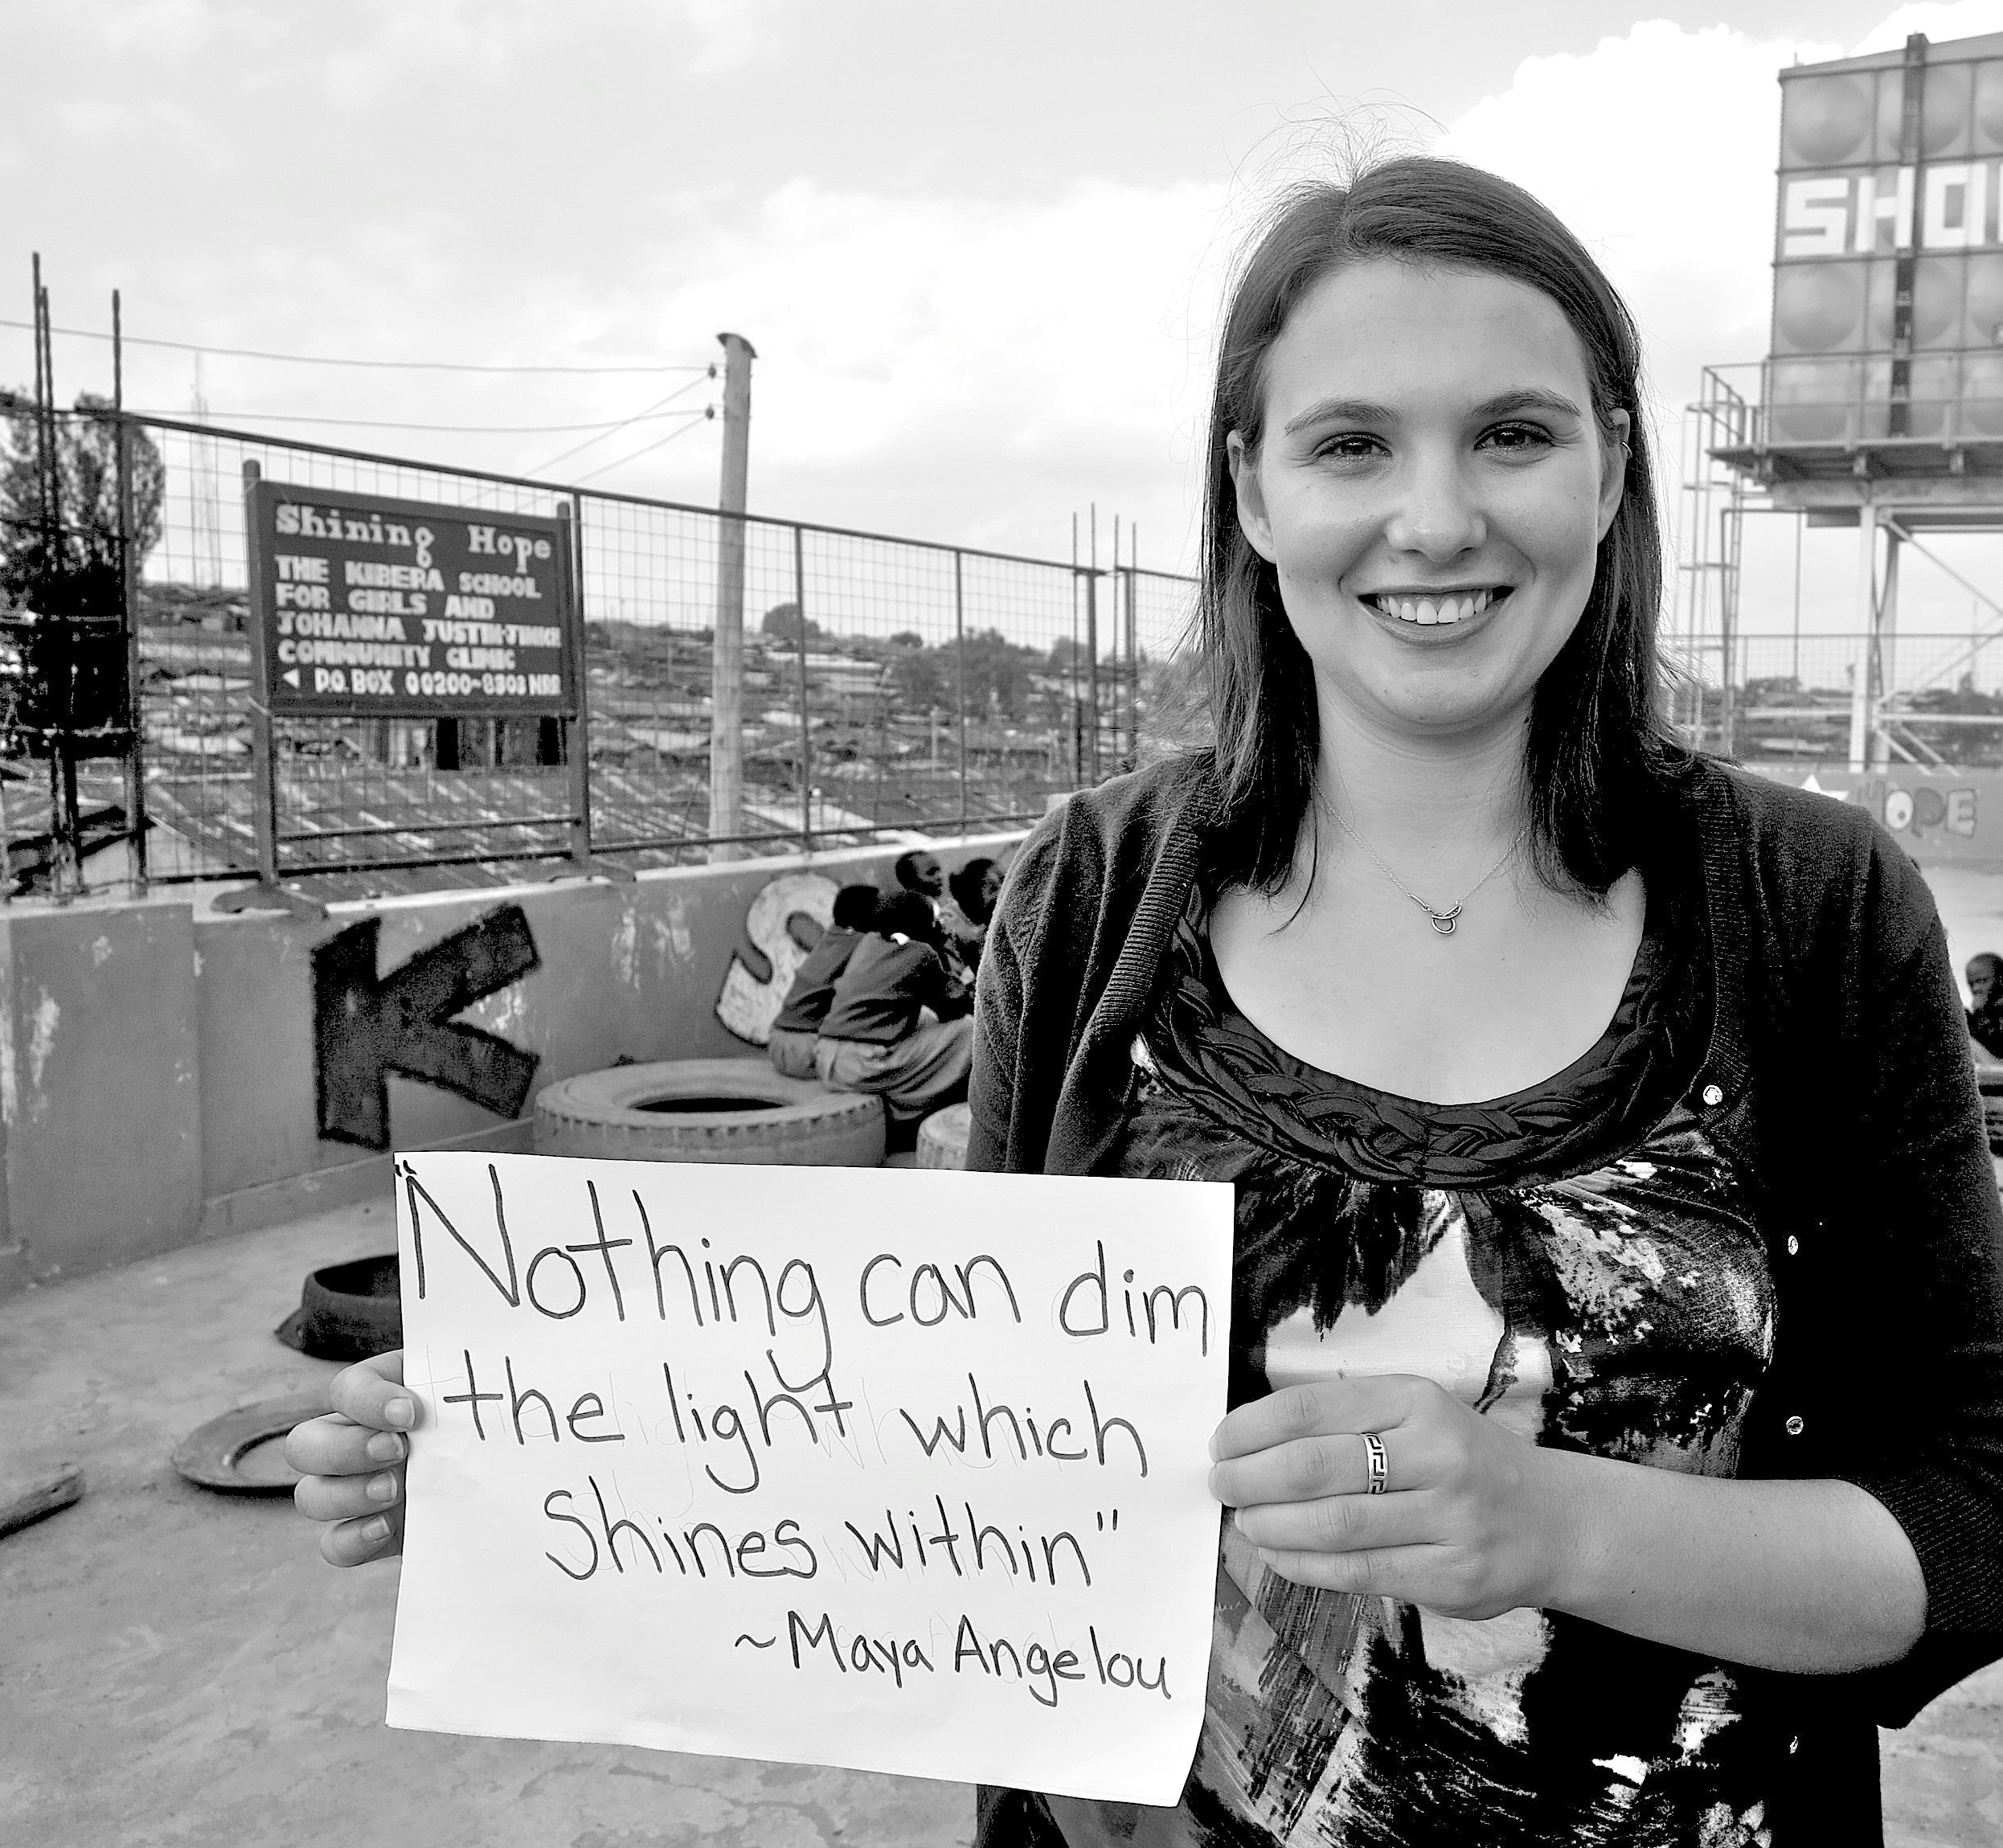 Shining Hope
THE KIBERA SCHOOL
FOR GIRLS AND
JOHANNA JUSTIN-JINICH
COMMUNITY CLINIC
P.O. BOX 00200-8303 NRB
SHO
HOPE
K
S
"Nothing can dim
the light which
shines within"
~Maya Angelou